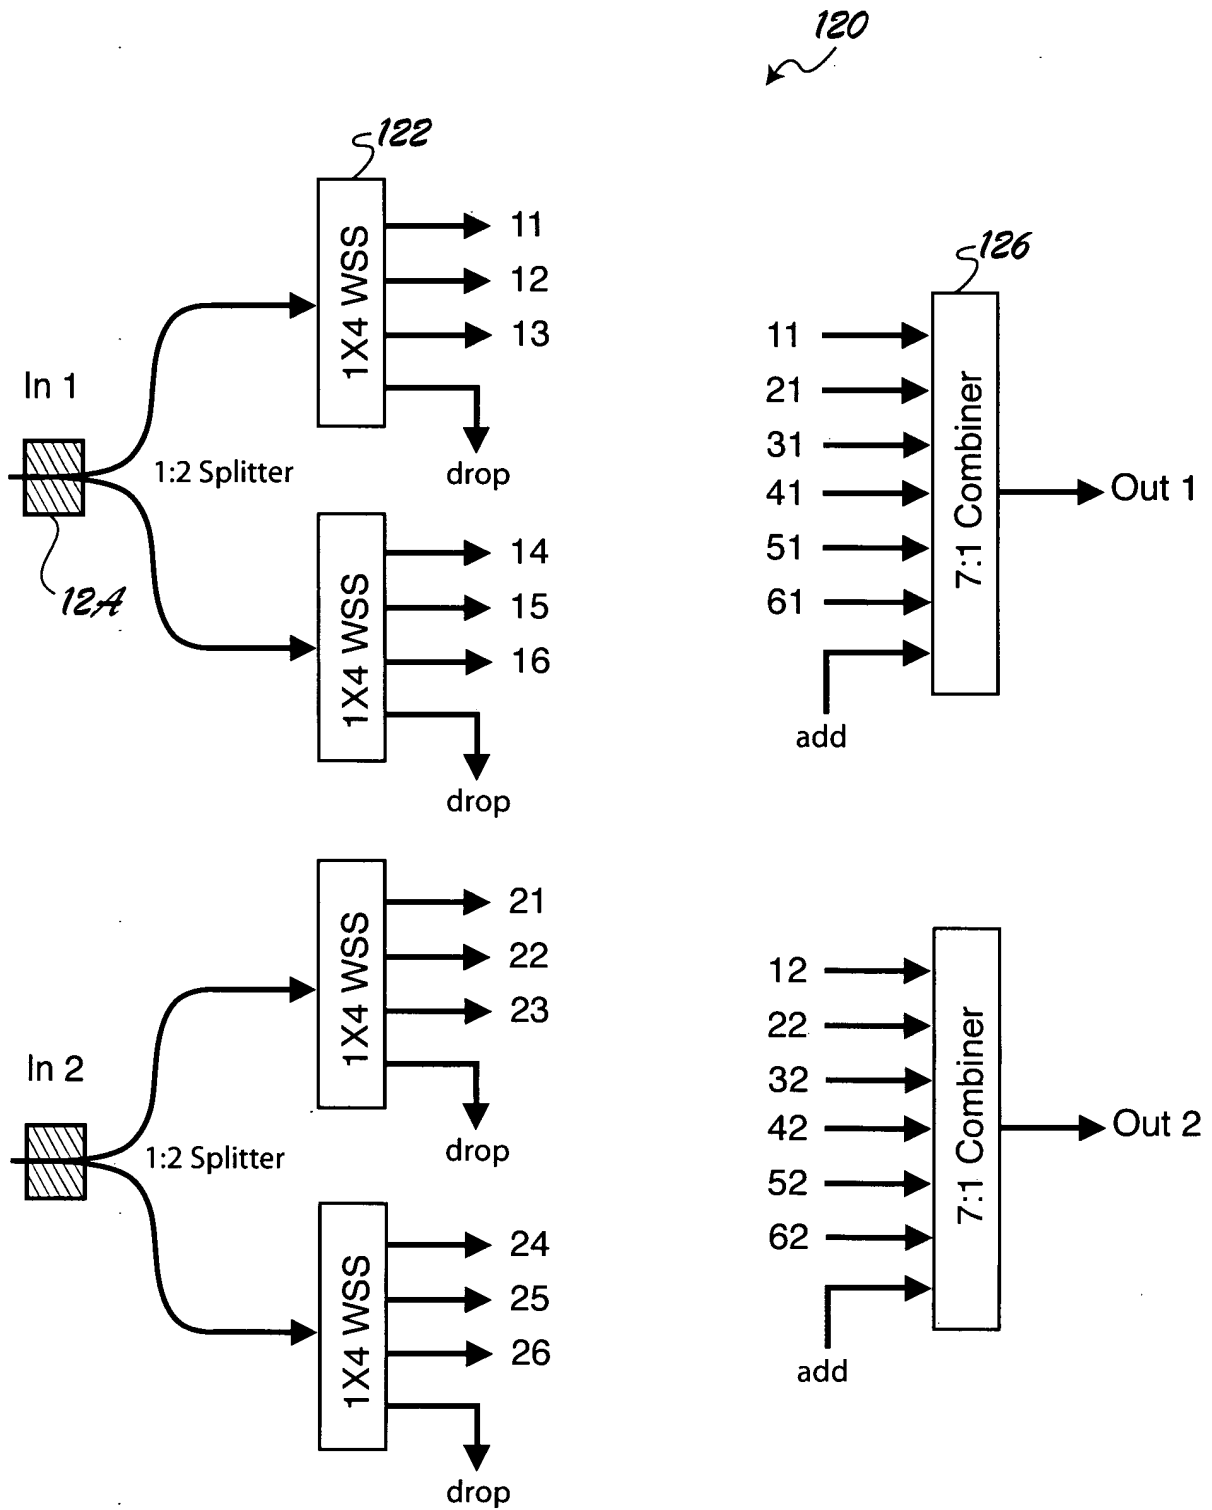 120
122
1X4 WSS
11
12
13
drop
In 1
1:2 Splitter
12A
1X4 WSS
14
15
16
drop
126
7:1 Combiner
11
21
31
41
51
61
add
Out 1
In 2
1:2 Splitter
1X4 WSS
21
22
23
drop
1X4 WSS
24
25
26
drop
7:1 Combiner
12
22
32
42
52
62
add
Out 2